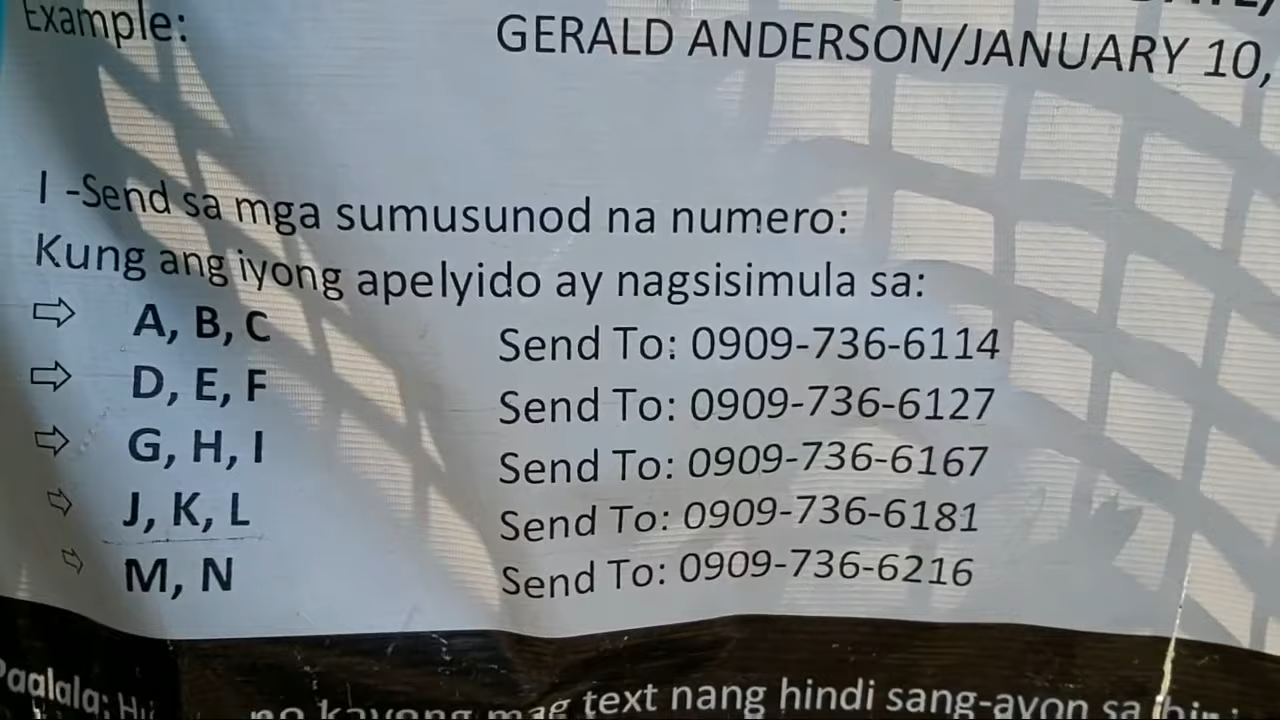 Example:
GERALD ANDERSON/JANUARY 10,
I -Send sa mga sumusunod na numero:
Kung ang iyong apelyido ay nagsisimula sa:
⇨ A, B, C Send To: 0909-736-6114
⇨ D, E, F Send To: 0909-736-6127
⇨ G, H, I Send To: 0909-736-6167
⇨ J, K, L Send To: 0909-736-6181
⇨ M, N Send To: 0909-736-6216
Paalala: kayong mag text nang hindi sang-ayon sa